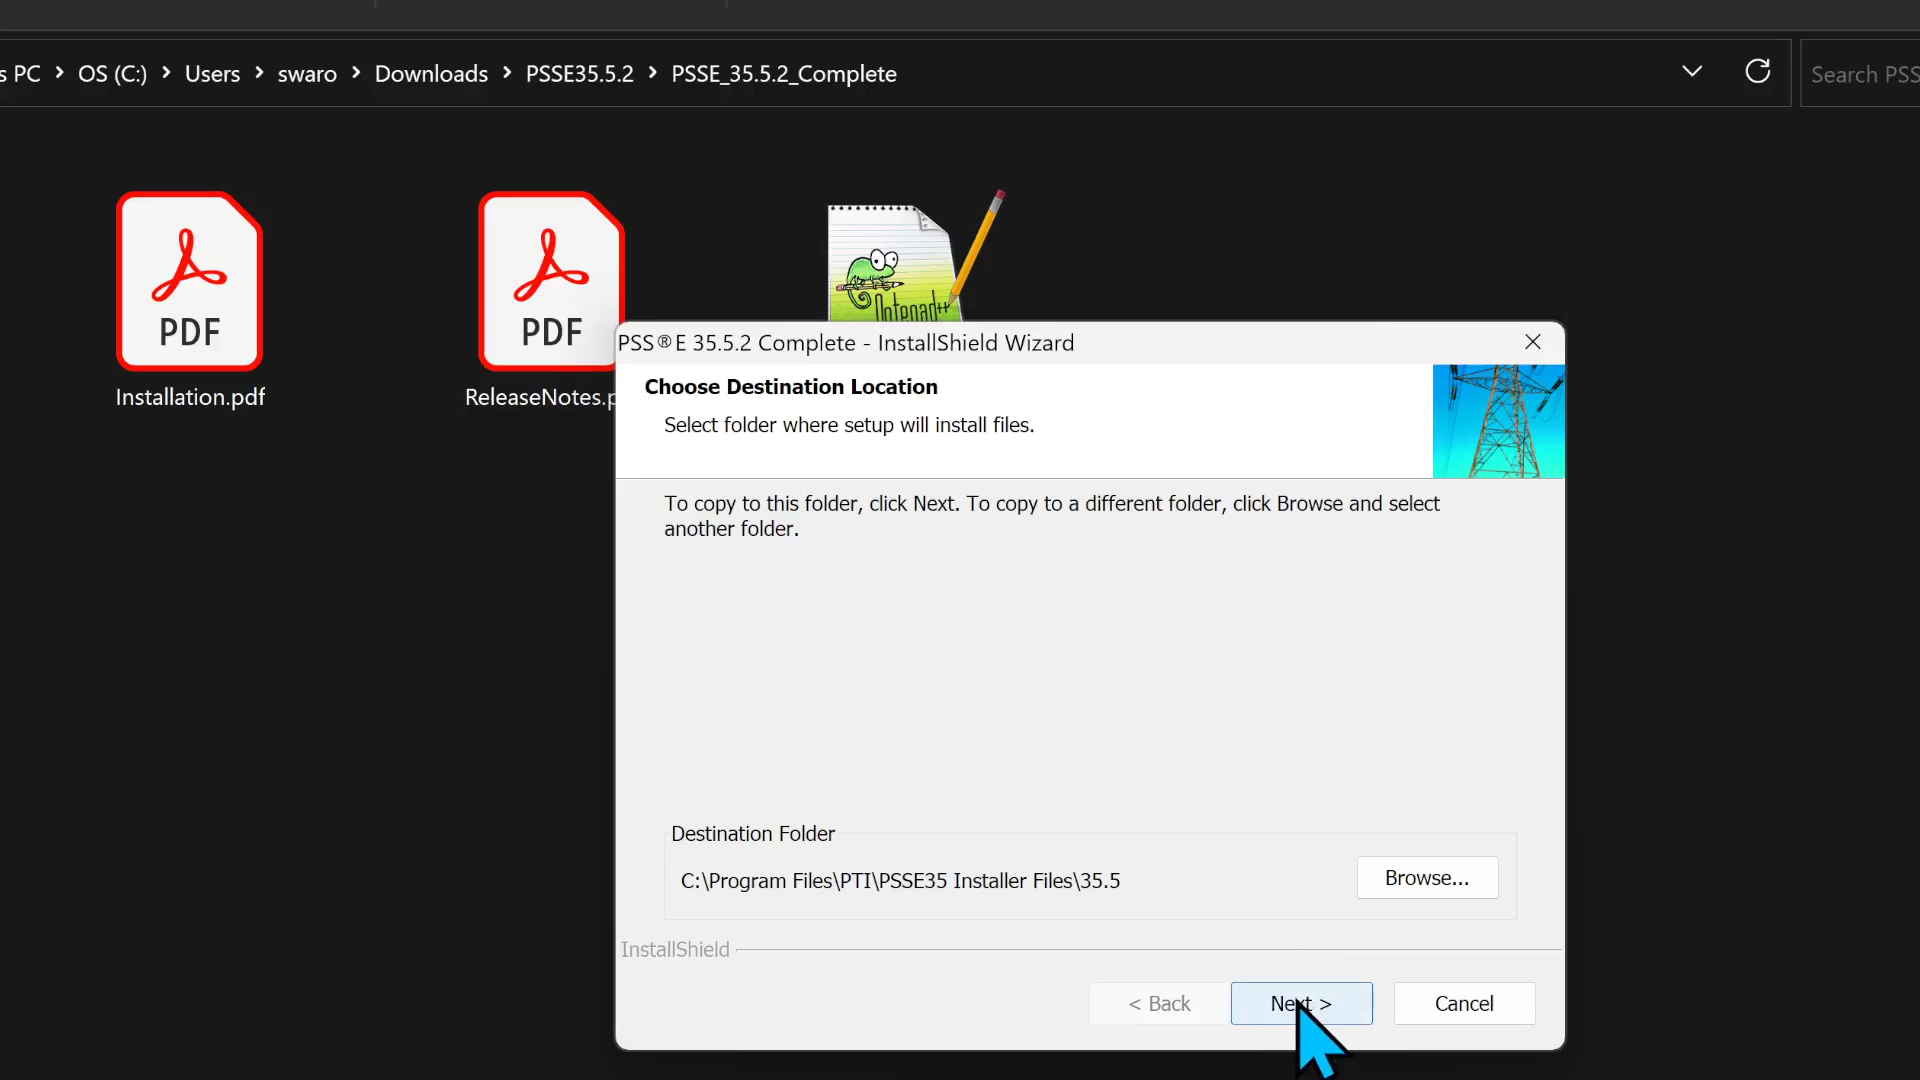 s PC > OS (C:) > Users > swaro > Downloads > PSSE35.5.2 > PSSE_35.5.2_Complete
Search PSS
PDF
PDF
Notepad++
Installation.pdf
ReleaseNotes.p
PSS®E 35.5.2 Complete - InstallShield Wizard
Choose Destination Location
Select folder where setup will install files.
To copy to this folder, click Next. To copy to a different folder, click Browse and select
another folder.
Destination Folder
C:\Program Files\PTI\PSSE35 Installer Files\35.5
Browse...
InstallShield
< Back
Next >
Cancel